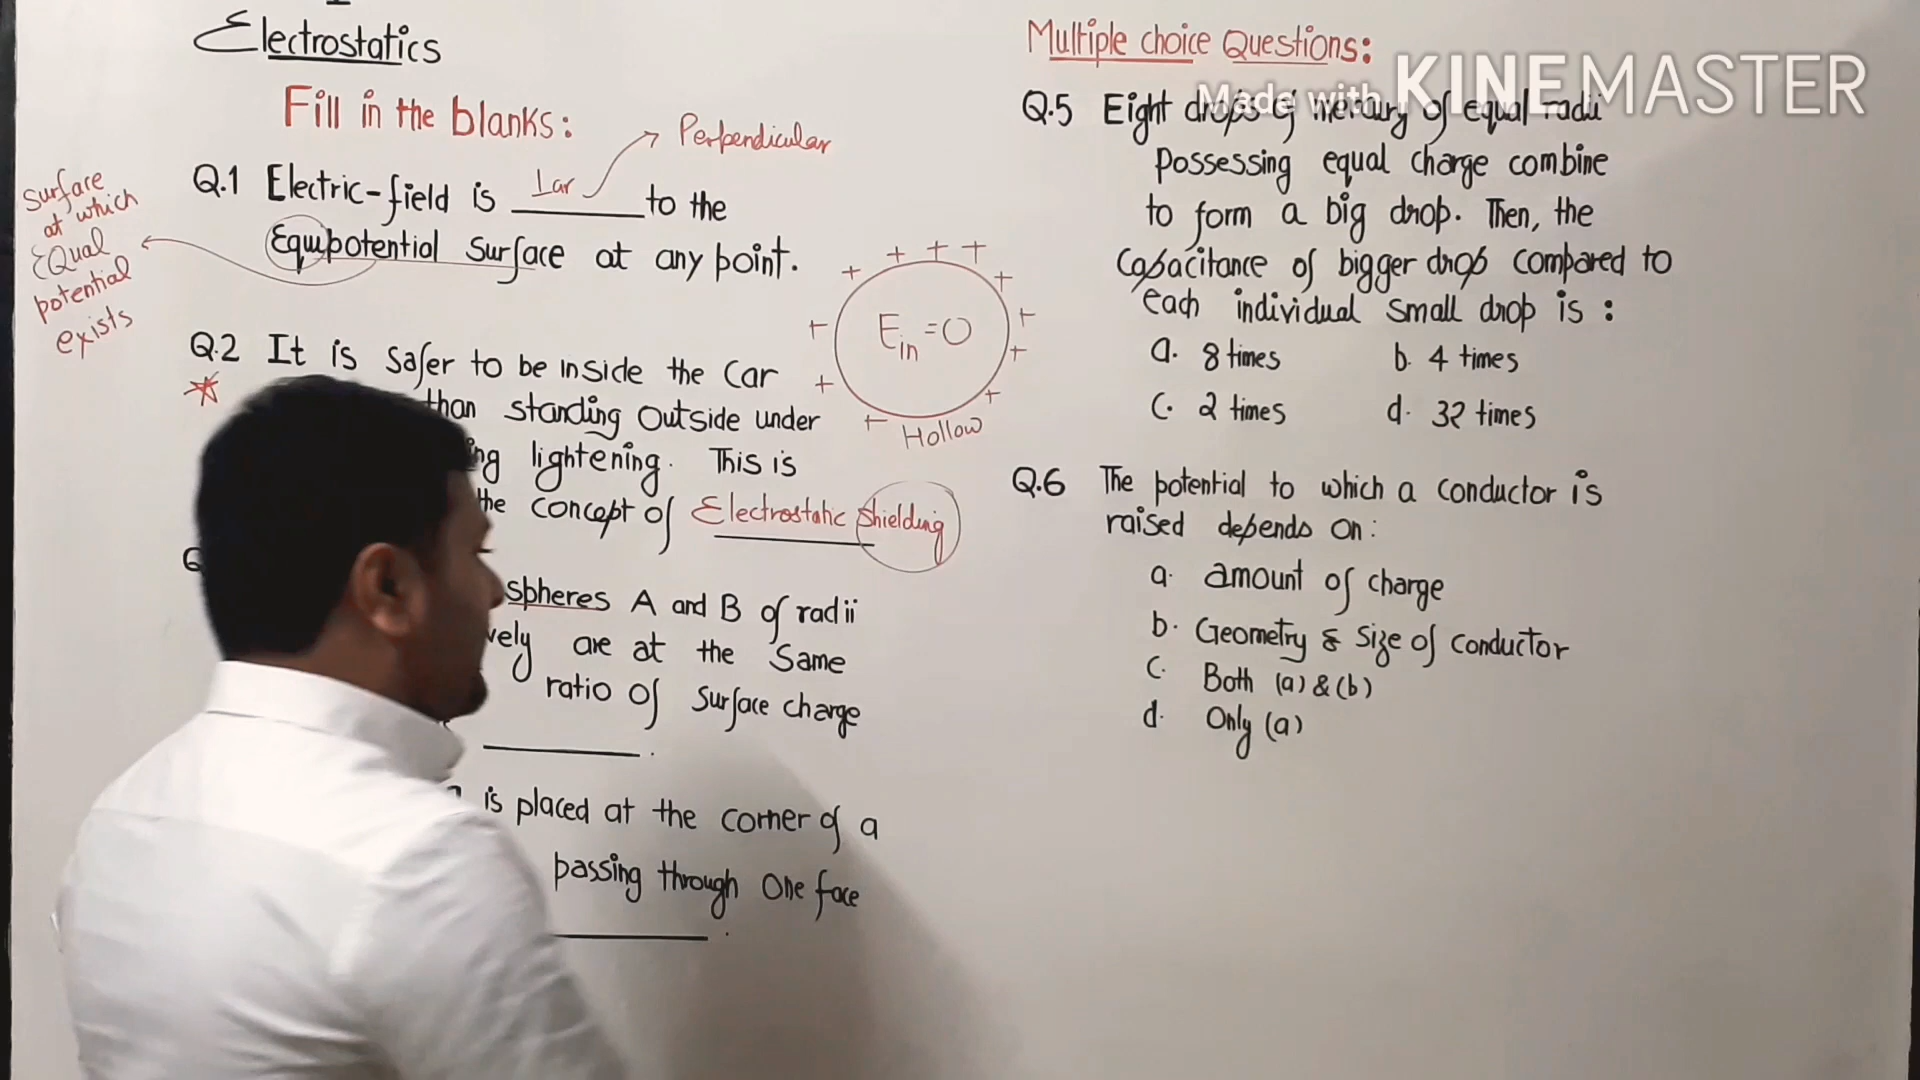 Electrostatics
Fill in the blanks:
Perpendicular
Q.1 Electric-field is ⊥ar to the
Equipotential Surface at any point.
Surface
at which
EQual
potential
exists
Q.2 It is Safer to be inside the Car
than standing Outside under
lightening. This is
the concept of Electrostatic Shielding
+ + + + + + + + + + + +
Ein = 0
Hollow
spheres A and B of radii
are at the Same
ratio of Surface charge
is placed at the corner of a
passing through One face
Multiple choice Questions:
Made with KINEMASTER
Q.5 Eight drops of mercury of equal radii
possessing equal charge combine
to form a big drop. Then, the
Capacitance of bigger drop compared to
each individual Small drop is :
a. 8 times b. 4 times
c. 2 times d. 32 times
Q.6 The potential to which a conductor is
raised depends on:
a. amount of charge
b. Geometry & Size of conductor
c. Both (a) & (b)
d. Only (a)